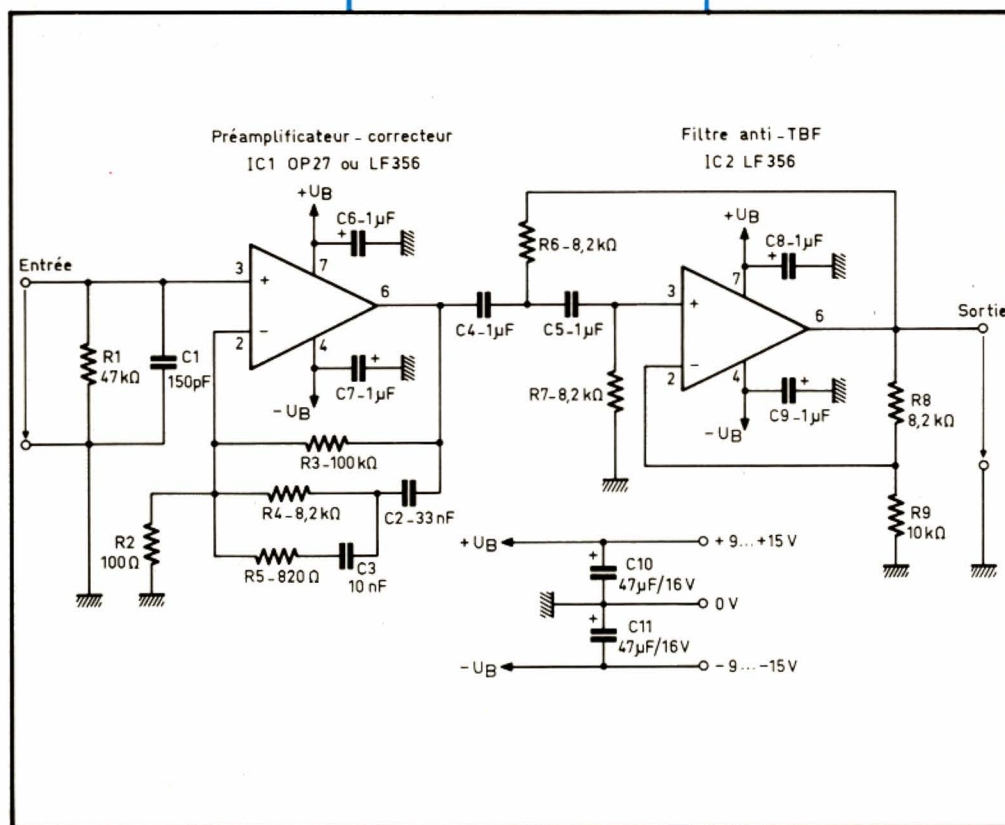 Préamplificateur - correcteur
IC1 OP27 ou LF356
Filtre anti - TBF
IC2 LF356
+UB
C6-1µF
+
7
Entrée
3
+
6
−
2
4
C7-1µF
+
-UB
R1
47kΩ
C1
150pF
R3-100kΩ
R4-8,2kΩ
C2-33nF
R5-820Ω
C3
10nF
R2
100Ω
C4-1µF
R6-8,2kΩ
C5-1µF
R7-8,2kΩ
+UB
C8-1µF
+
7
3
+
6
−
2
4
C9-1µF
+
-UB
Sortie
R8
8,2kΩ
R9
10kΩ
+UB
+ 9...+15V
+
C10
47µF/16V
0V
+
C11
47µF/16V
-UB
- 9...-15V